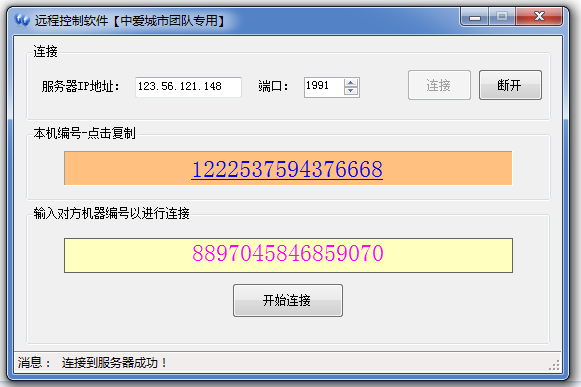 远程控制软件【中爱城市团队专用】
连接
服务器IP地址： 123.56.121.148 端口： 1991 连接 断开
本机编号-点击复制
1222537594376668
输入对方机器编号以进行连接
8897045846859070
开始连接
消息： 连接到服务器成功！